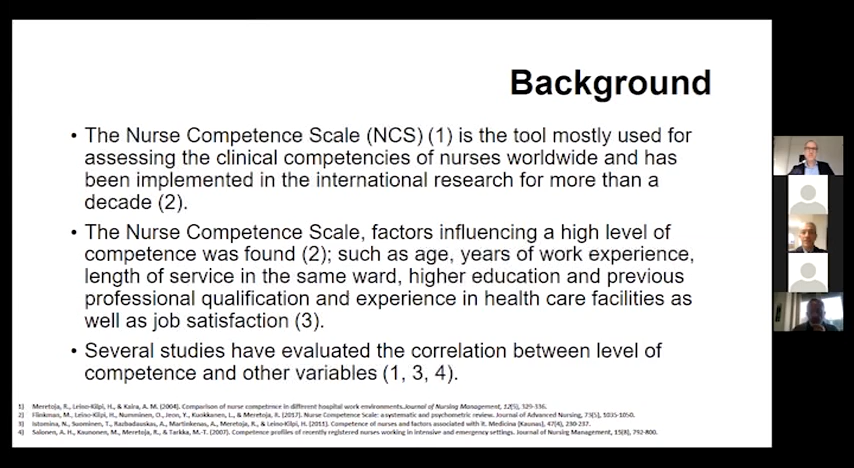 Background
• The Nurse Competence Scale (NCS) (1) is the tool mostly used for
assessing the clinical competencies of nurses worldwide and has
been implemented in the international research for more than a
decade (2).
• The Nurse Competence Scale, factors influencing a high level of
competence was found (2); such as age, years of work experience,
length of service in the same ward, higher education and previous
professional qualification and experience in health care facilities as
well as job satisfaction (3).
• Several studies have evaluated the correlation between level of
competence and other variables (1, 3, 4).
1) Meretoja, R., Leino-Kilpi, H., & Kaira, A. M. (2004). Comparison of nurse competence in different hospital work environments. Journal of Nursing Management, 12(5), 329-336.
2) Flinkman, M., Leino-Kilpi, H., Numminen, O., Jeon, Y., Kuokkanen, L., & Meretoja, R. (2017). Nurse Competence Scale: a systematic and psychometric review. Journal of Advanced Nursing, 73(5), 1035-1050.
3) Istomina, N., Suominen, T., Razbadauskas, A., Martinkenas, A., Meretoja, R., & Leino-Kilpi, H. (2011). Competence of nurses and factors associated with it. Medicina (Kaunas), 47(4), 230-237.
4) Salonen, A. H., Kaunonen, M., Meretoja, R., & Tarkka, M.-T. (2007). Competence profiles of recently registered nurses working in intensive and emergency settings. Journal of Nursing Management, 15(8), 792-800.